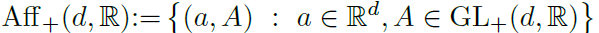 Aff₊(d,ℝ):= {(a, A) : a ∈ ℝᵈ, A ∈ GL₊(d,ℝ)}